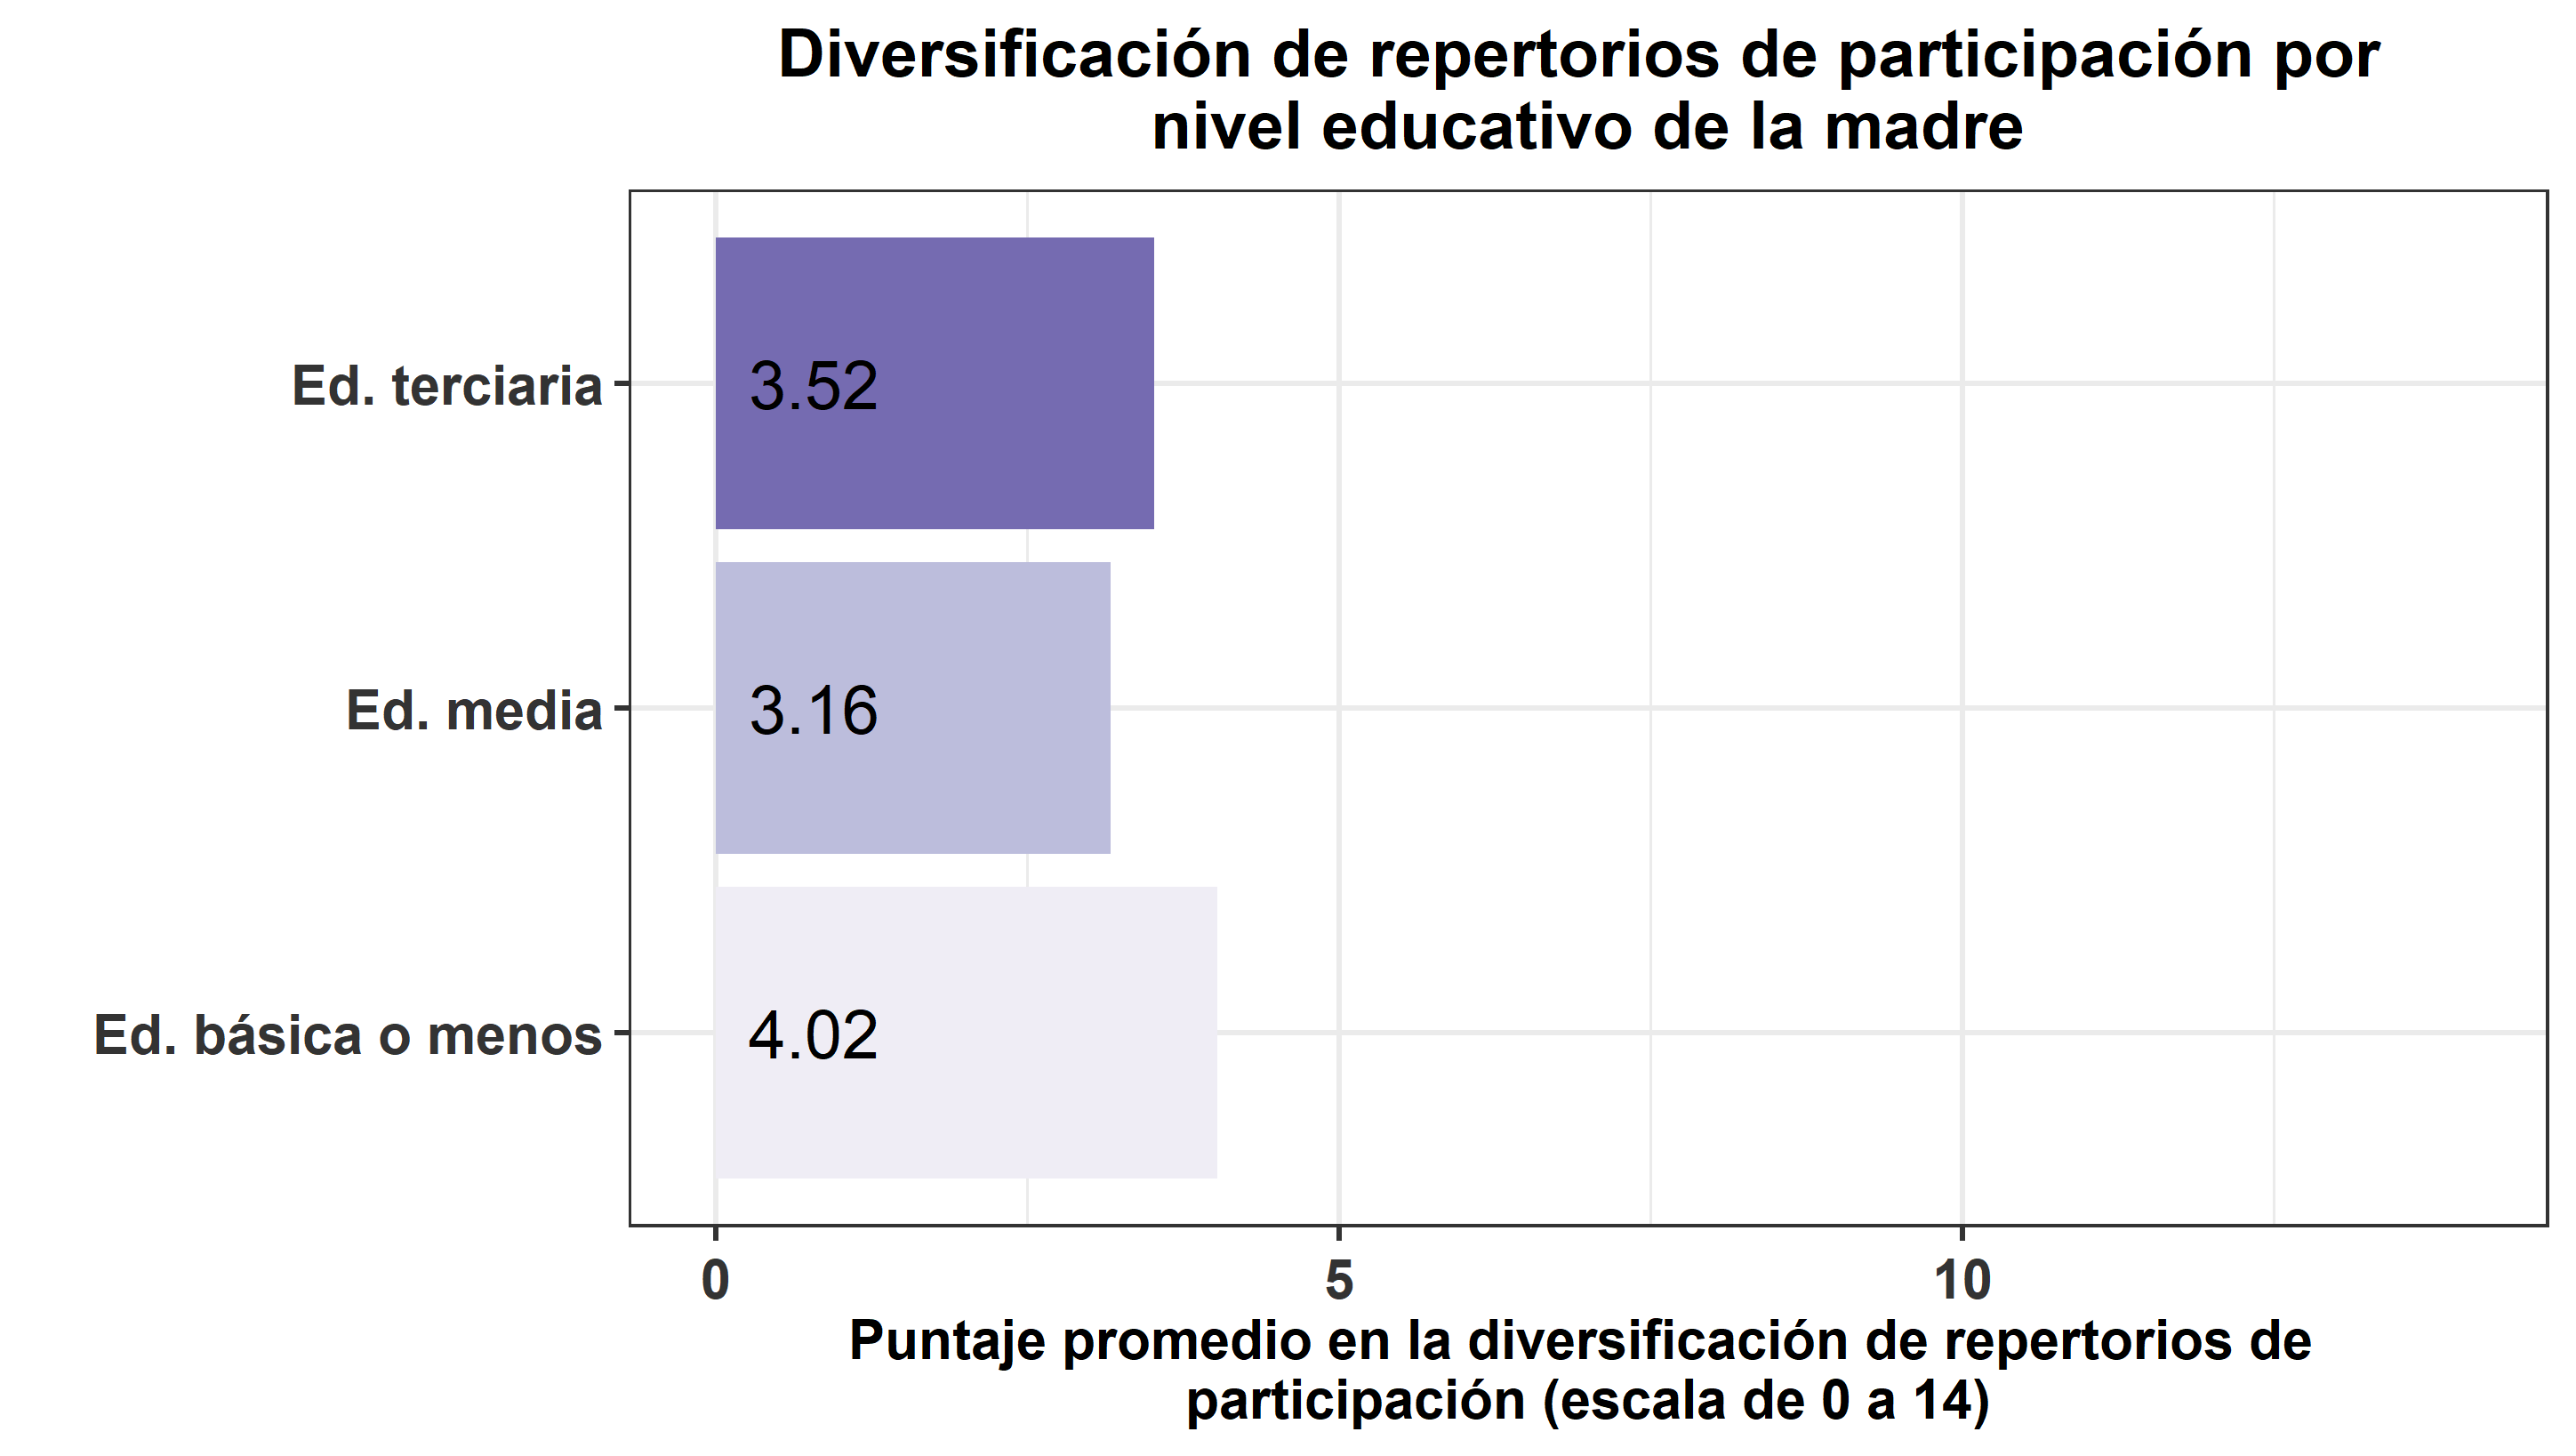 Diversificación de repertorios de participación por
nivel educativo de la madre
Ed. terciaria
3.52
Ed. media
3.16
Ed. básica o menos
4.02
0
5
10
Puntaje promedio en la diversificación de repertorios de
participación (escala de 0 a 14)